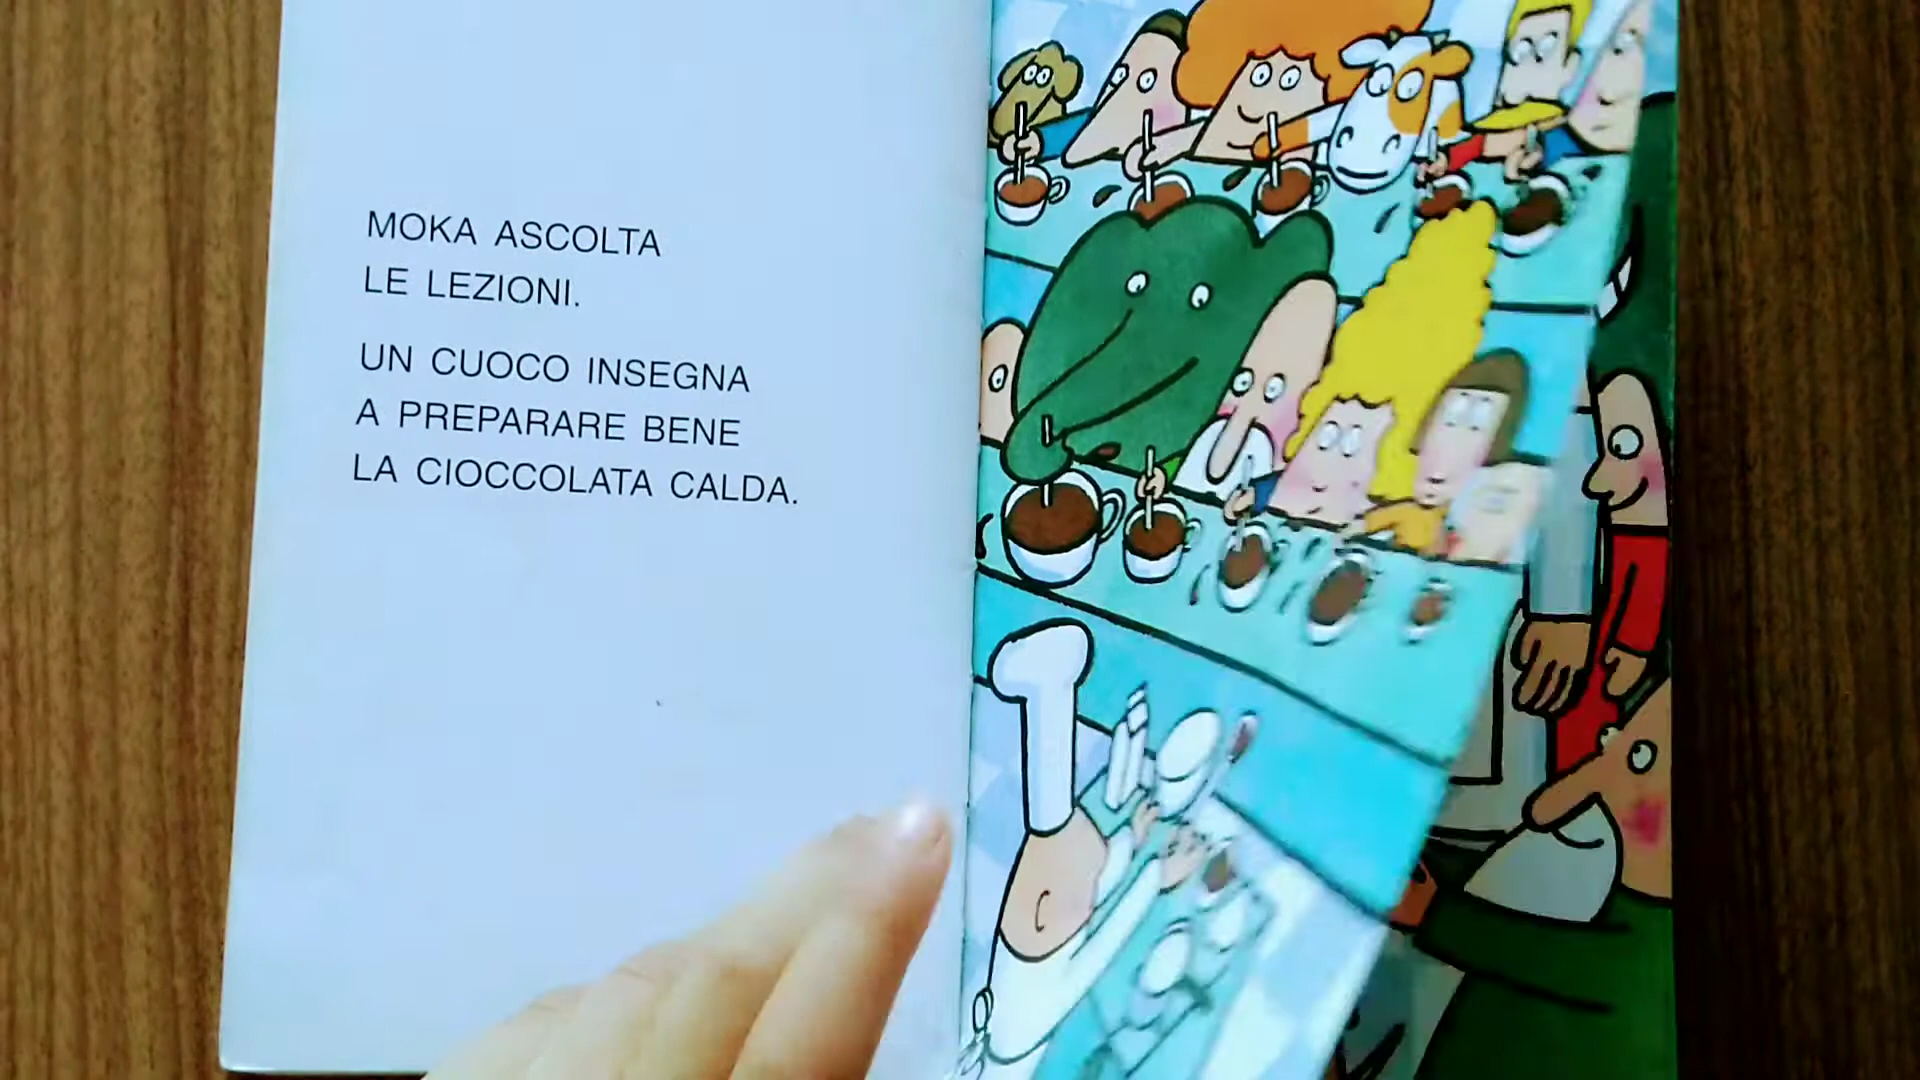 MOKA ASCOLTA
LE LEZIONI.
UN CUOCO INSEGNA
A PREPARARE BENE
LA CIOCCOLATA CALDA.